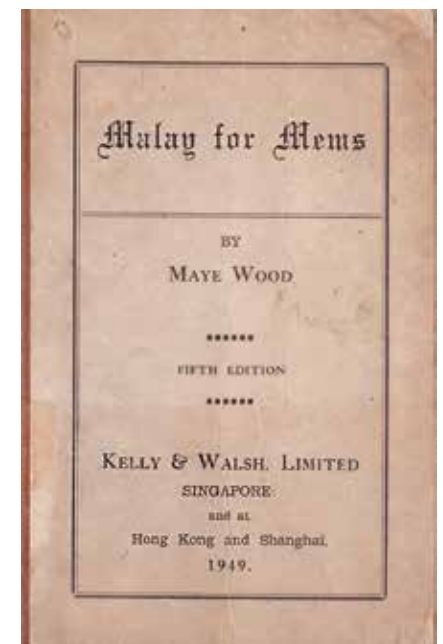 Malay for Mems
BY
MAYE WOOD
******
FIFTH EDITION
******
KELLY & WALSH, LIMITED
SINGAPORE:
and at
Hong Kong and Shanghai.
1949.